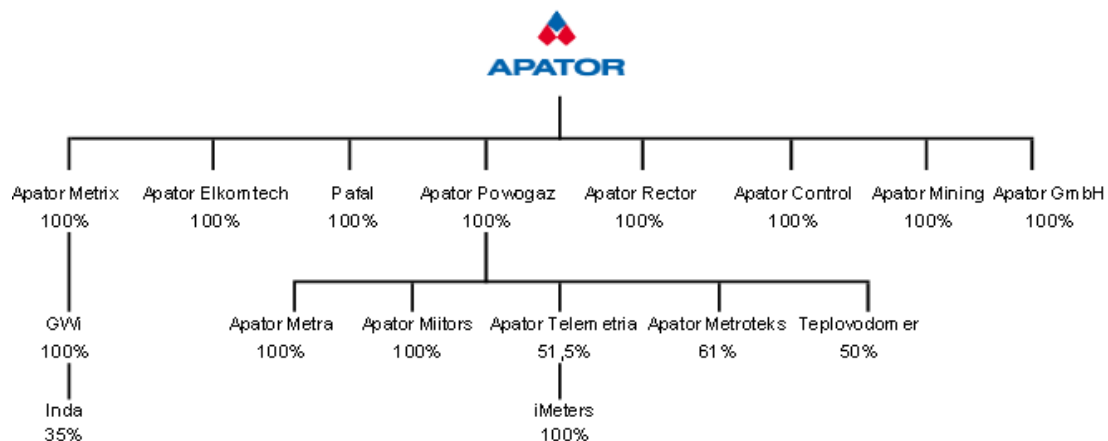 APATOR
Apator Metrix Apator Elkomtech Pafal Apator Powogaz Apator Rector Apator Control Apator Mining Apator GmbH
100% 100% 100% 100% 100% 100% 100% 100%
GWi Apator Metra Apator Miitors Apator Telemetria Apator Metroteks Teplovodomer
100% 100% 100% 51,5% 61% 50%
Inda iMeters
35% 100%